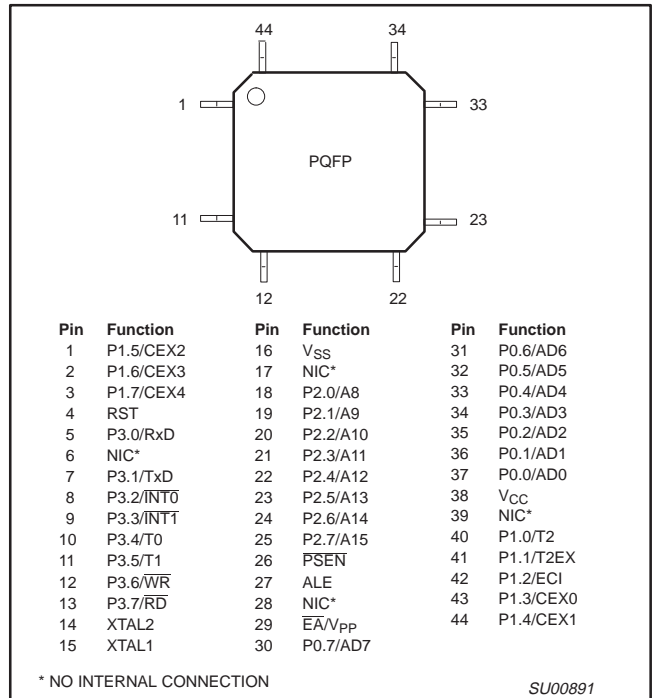 44 34
1 33
PQFP
11 23
12 22
Pin Function Pin Function Pin Function
1 P1.5/CEX2 16 VSS 31 P0.6/AD6
2 P1.6/CEX3 17 NIC* 32 P0.5/AD5
3 P1.7/CEX4 18 P2.0/A8 33 P0.4/AD4
4 RST 19 P2.1/A9 34 P0.3/AD3
5 P3.0/RxD 20 P2.2/A10 35 P0.2/AD2
6 NIC* 21 P2.3/A11 36 P0.1/AD1
7 P3.1/TxD 22 P2.4/A12 37 P0.0/AD0
8 P3.2/INT0 23 P2.5/A13 38 VCC
9 P3.3/INT1 24 P2.6/A14 39 NIC*
10 P3.4/T0 25 P2.7/A15 40 P1.0/T2
11 P3.5/T1 26 PSEN 41 P1.1/T2EX
12 P3.6/WR 27 ALE 42 P1.2/ECI
13 P3.7/RD 28 NIC* 43 P1.3/CEX0
14 XTAL2 29 EA/VPP 44 P1.4/CEX1
15 XTAL1 30 P0.7/AD7
* NO INTERNAL CONNECTION
SU00891